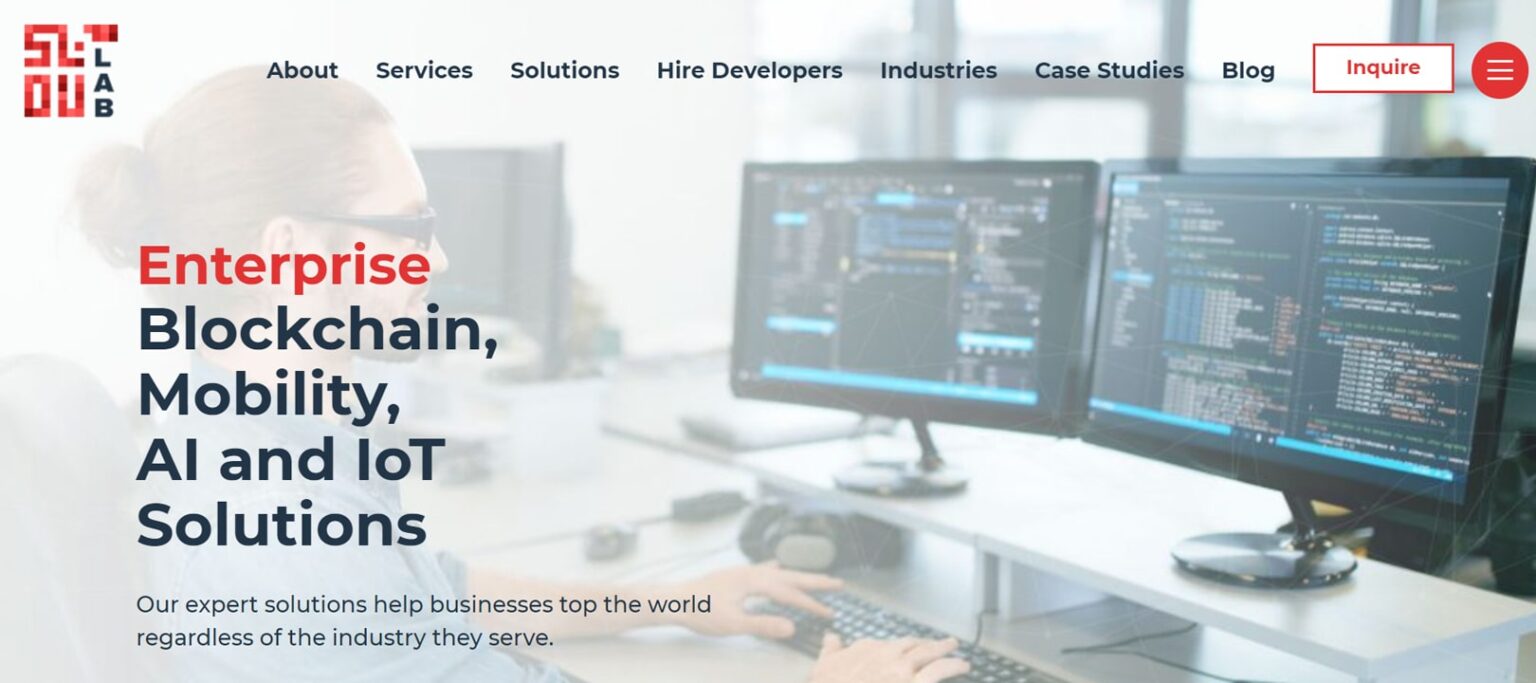 SOLU LAB
About Services Solutions Hire Developers Industries Case Studies Blog Inquire
Enterprise
Blockchain,
Mobility,
AI and IoT
Solutions
Our expert solutions help businesses top the world
regardless of the industry they serve.